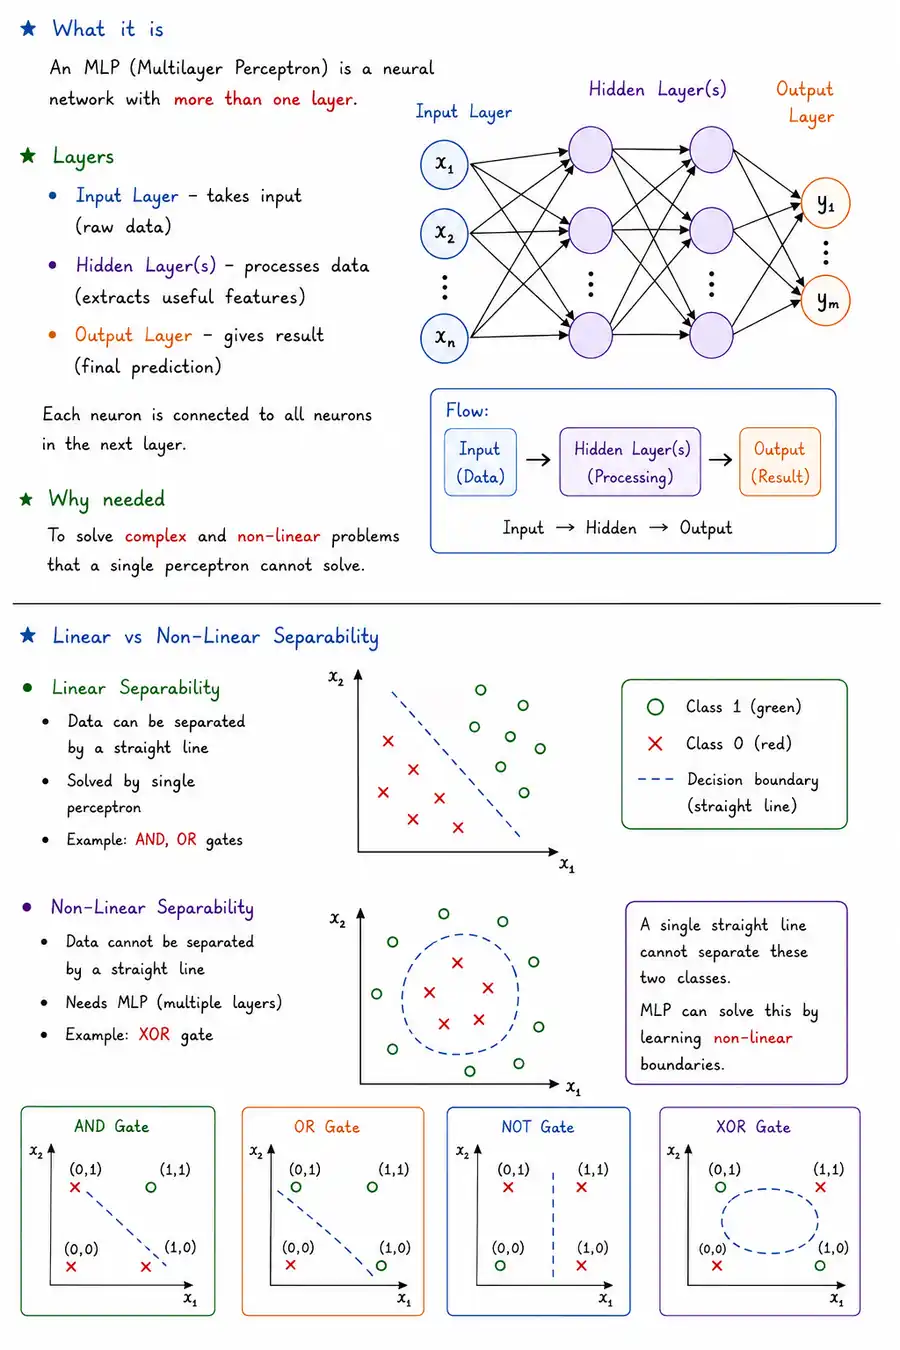 ★ What it is
An MLP (Multilayer Perceptron) is a neural
network with more than one layer.
★ Layers
• Input Layer – takes input
(raw data)
• Hidden Layer(s) – processes data
(extracts useful features)
• Output Layer – gives result
(final prediction)
Each neuron is connected to all neurons
in the next layer.
★ Why needed
To solve complex and non-linear problems
that a single perceptron cannot solve.
Input Layer
Hidden Layer(s)
Output
Layer
x₁
x₂
⋮
xₙ
⋮
⋮
y₁
⋮
yₘ
Flow:
Input
(Data)
→
Hidden Layer(s)
(Processing)
→
Output
(Result)
Input → Hidden → Output
★ Linear vs Non-Linear Separability
• Linear Separability
• Data can be separated
by a straight line
• Solved by single
perceptron
• Example: AND, OR gates
x₂
x₁
Class 1 (green)
Class 0 (red)
Decision boundary
(straight line)
• Non-Linear Separability
• Data cannot be separated
by a straight line
• Needs MLP (multiple layers)
• Example: XOR gate
x₂
x₁
A single straight line
cannot separate these
two classes.
MLP can solve this by
learning non-linear
boundaries.
AND Gate
x₂
(0,1) (1,1)
(0,0) (1,0)
x₁
OR Gate
x₂
(0,1) (1,1)
(0,0) (1,0)
x₁
NOT Gate
x₂
(0,1) (1,1)
(0,0) (1,0)
x₁
XOR Gate
x₂
(0,1) (1,1)
(0,0) (1,0)
x₁